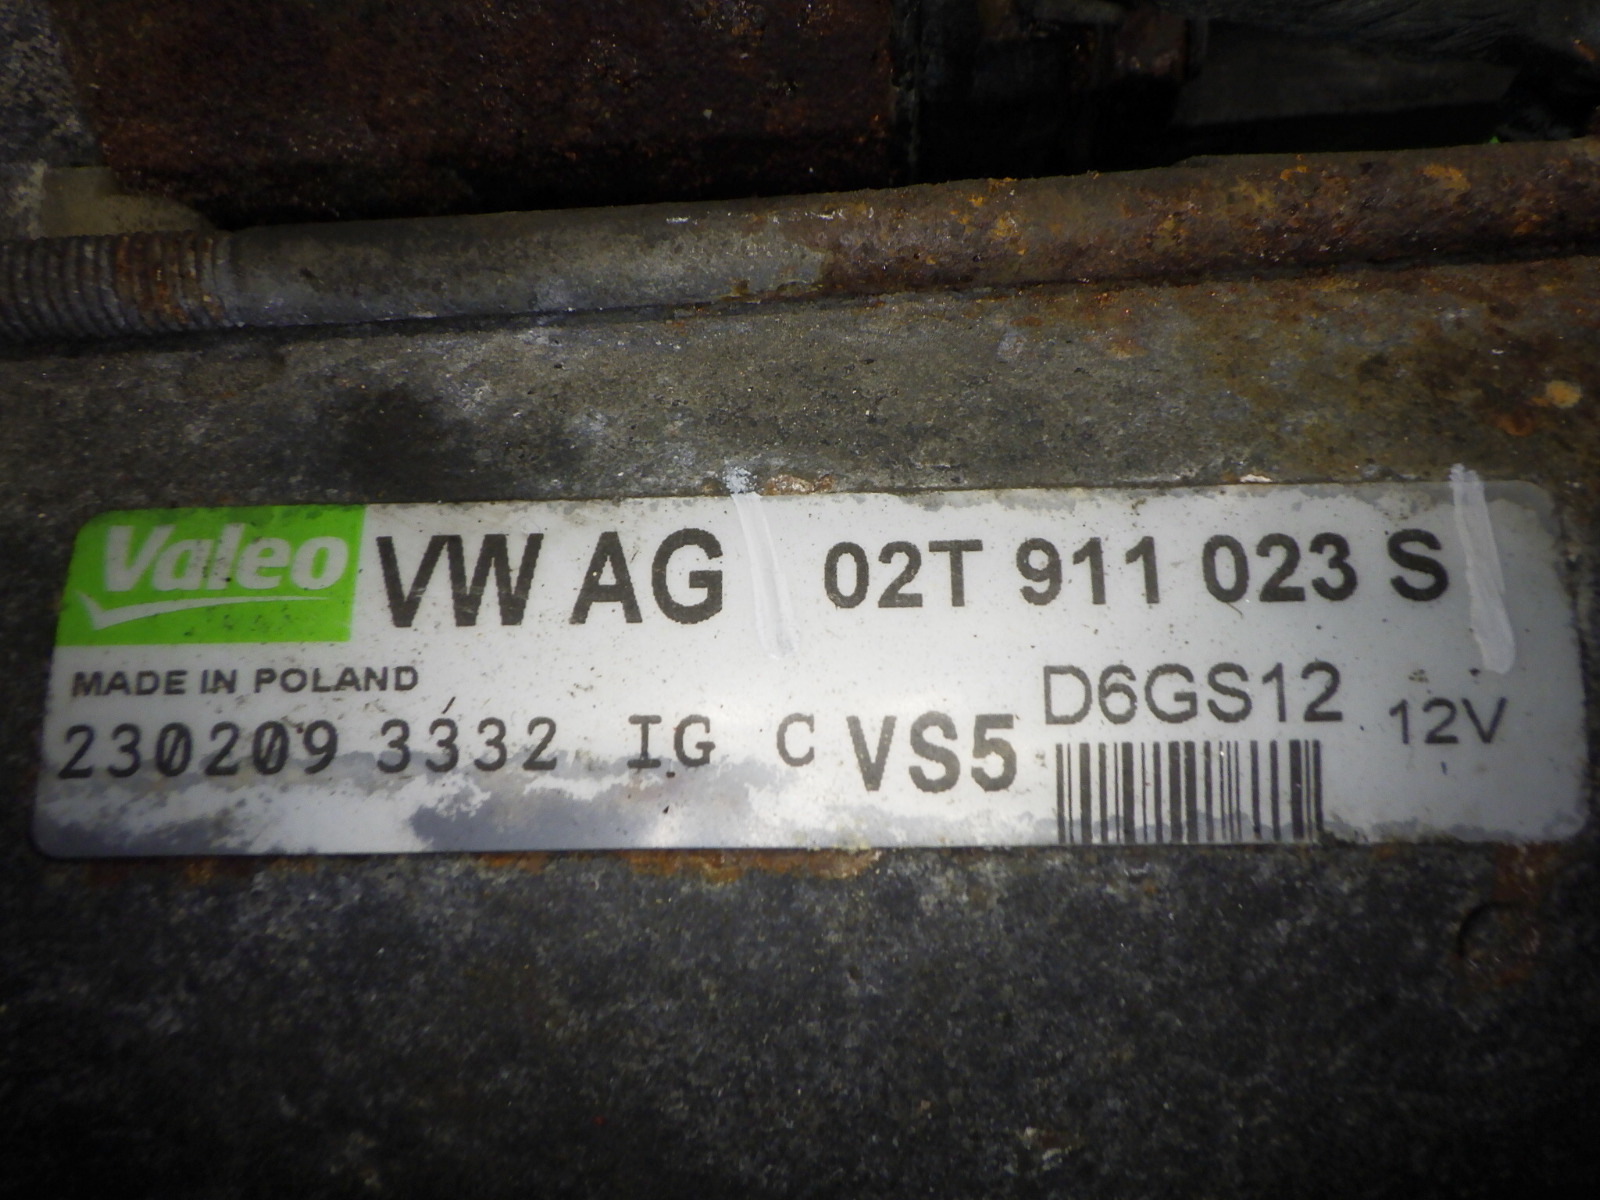 Valeo VW AG 02T 911 023 S
MADE IN POLAND D6GS12 12V
230209 3332 IG C VS5